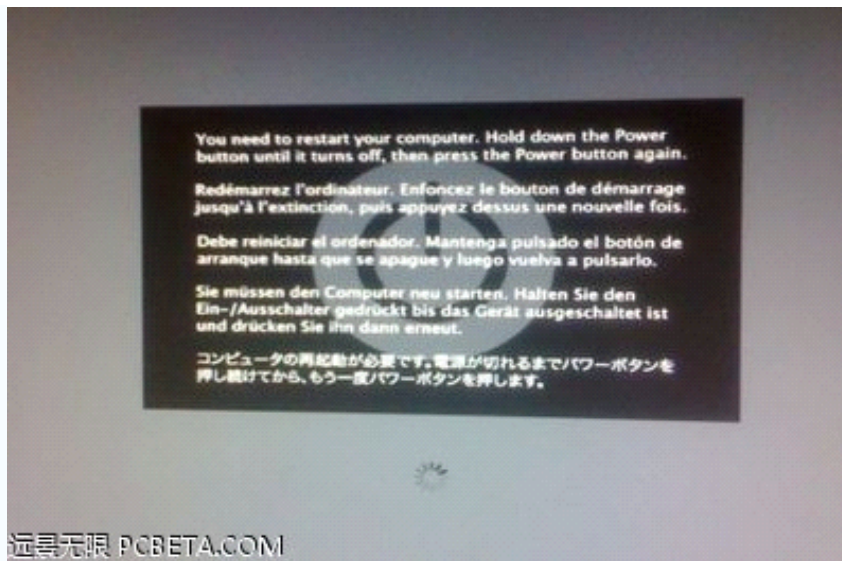 You need to restart your computer. Hold down the Power
button until it turns off, then press the Power button again.
Redémarrez l'ordinateur. Enfoncez le bouton de démarrage
jusqu'à l'extinction, puis appuyez dessus une nouvelle fois.
Debe reiniciar el ordenador. Mantenga pulsado el botón de
arranque hasta que se apague y luego vuelva a pulsarlo.
Sie müssen den Computer neu starten. Halten Sie den
Ein-/Ausschalter gedrückt bis das Gerät ausgeschaltet ist
und drücken Sie ihn dann erneut.
コンピュータの再起動が必要です。電源が切れるまでパワーボタンを
押し続けてから、もう一度パワーボタンを押します。
远景无限 PCBETA.COM